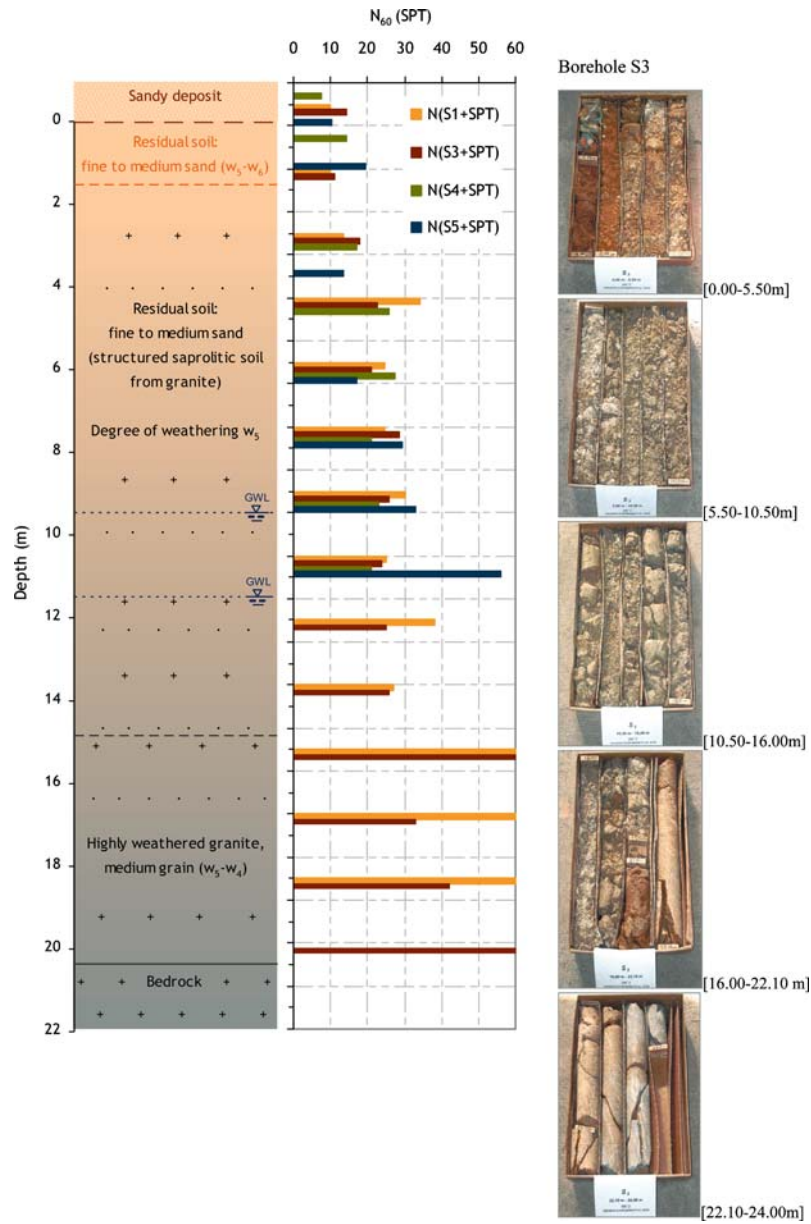 N60 (SPT)
0 10 20 30 40 50 60
Borehole S3
Sandy deposit
N(S1+SPT)
N(S3+SPT)
N(S4+SPT)
N(S5+SPT)
0
Residual soil:
fine to medium sand (w5-w6)
2
4
Residual soil:
fine to medium sand
(structured saprolitic soil
from granite)
6
Degree of weathering w5
8
GWL
10
GWL
12
14
16
Highly weathered granite,
medium grain (w5-w4)
18
20
Bedrock
22
Depth (m)
[0.00-5.50m]
[5.50-10.50m]
[10.50-16.00m]
[16.00-22.10 m]
[22.10-24.00m]